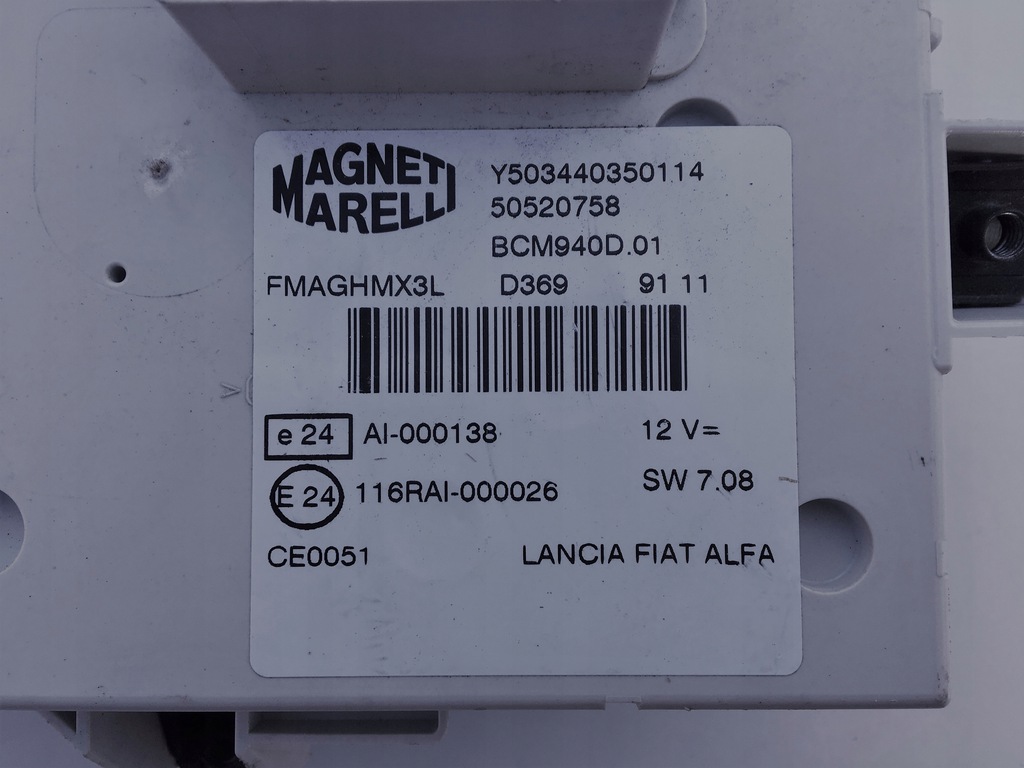 MAGNETI
MARELLI
Y503440350114
50520758
BCM940D.01
FMAGHMX3L D369 91 11
e 24 AI-000138 12 V=
E 24 116RAI-000026 SW 7.08
CE0051 LANCIA FIAT ALFA